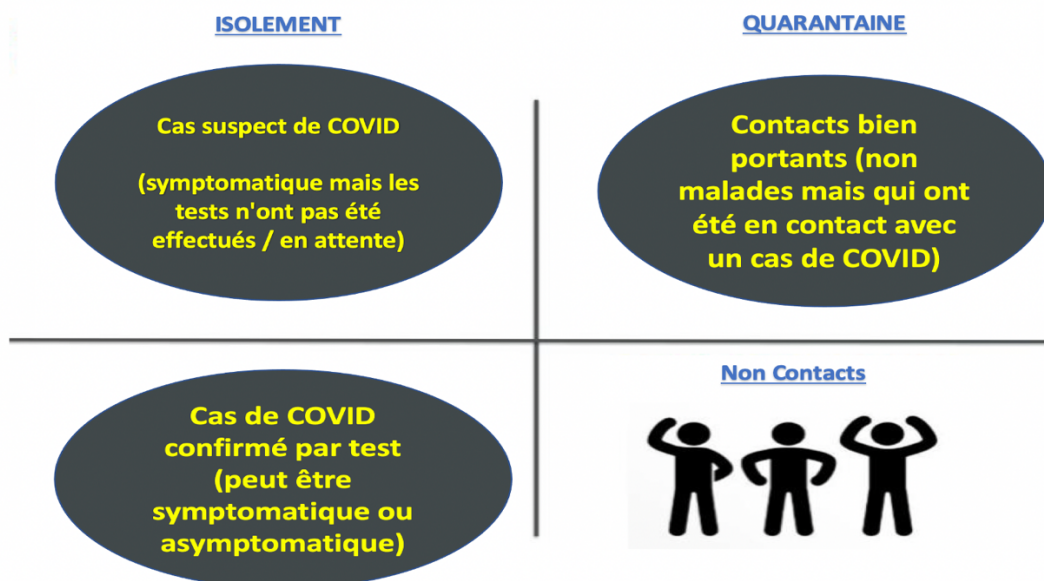 ISOLEMENT
Cas suspect de COVID
(symptomatique mais les
tests n'ont pas été
effectués / en attente)
QUARANTAINE
Contacts bien
portants (non
malades mais qui ont
été en contact avec
un cas de COVID)
Cas de COVID
confirmé par test
(peut être
symptomatique ou
asymptomatique)
Non Contacts